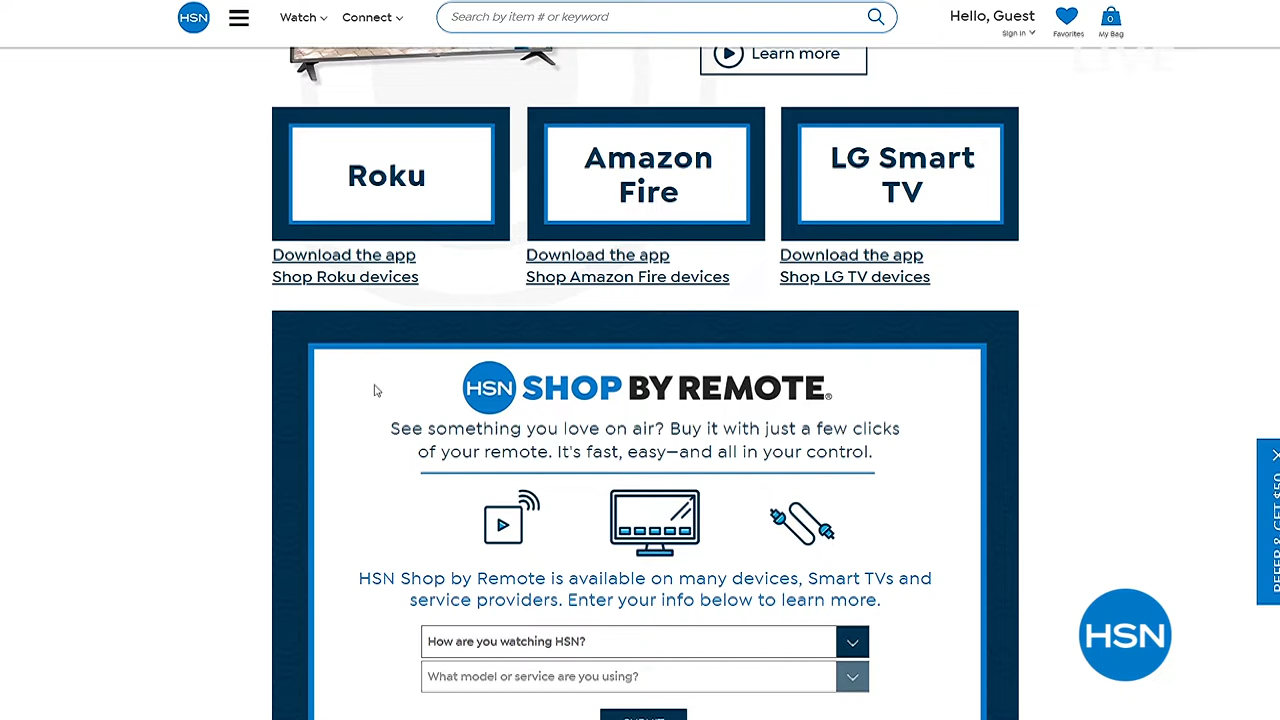 HSN
Watch
Connect
Search by item # or keyword
Hello, Guest
Sign In
Favorites
0
My Bag
LIVE
Learn more
Roku
Amazon
Fire
LG Smart
TV
Download the app
Shop Roku devices
Download the app
Shop Amazon Fire devices
Download the app
Shop LG TV devices
HSN SHOP BY REMOTE®
See something you love on air? Buy it with just a few clicks
of your remote. It's fast, easy—and all in your control.
HSN Shop by Remote is available on many devices, Smart TVs and
service providers. Enter your info below to learn more.
How are you watching HSN?
What model or service are you using?
REFER & GET $50
HSN